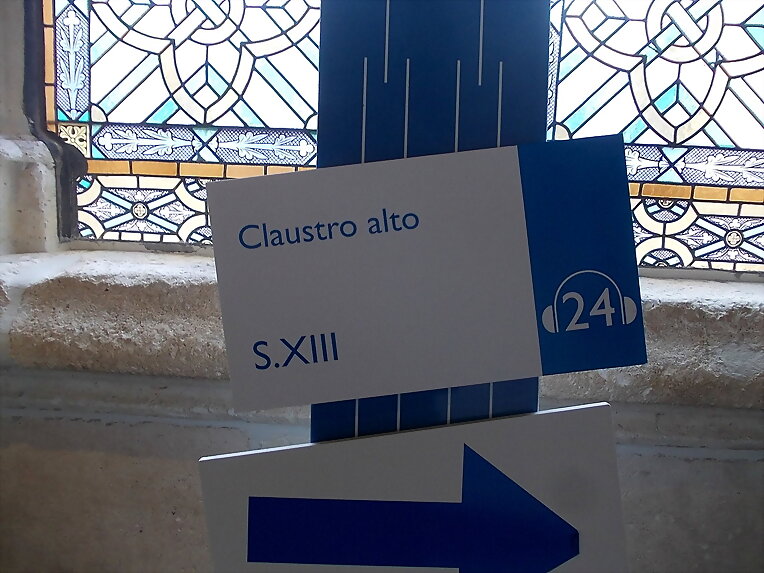 Claustro alto
S.XIII
24